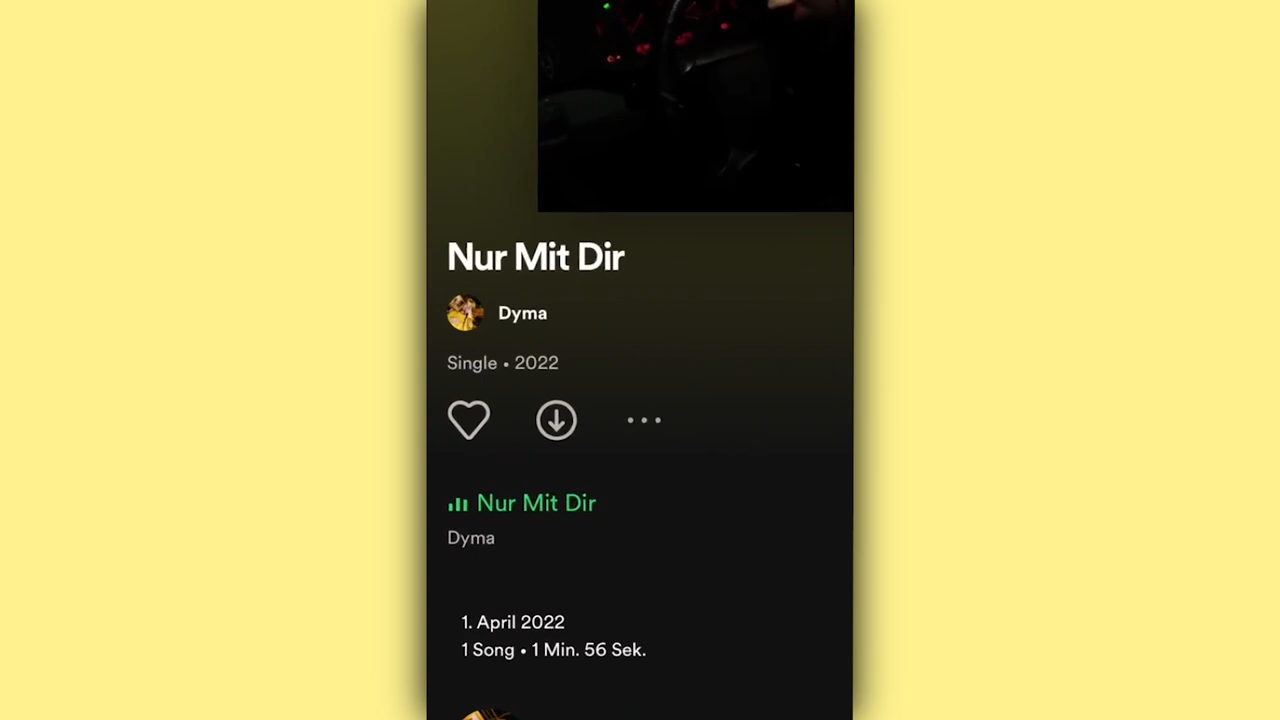 Nur Mit Dir
Dyma
Single • 2022
Nur Mit Dir
Dyma
1. April 2022
1 Song • 1 Min. 56 Sek.